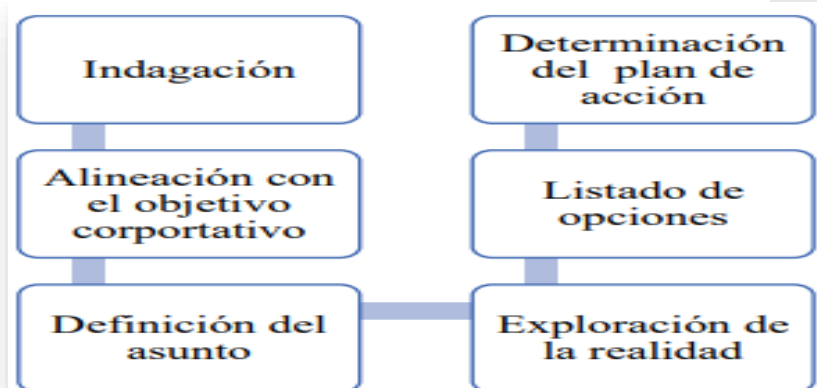 Indagación
Alineación con
el objetivo
corportativo
Definición del
asunto
Exploración de
la realidad
Listado de
opciones
Determinación
del plan de
acción